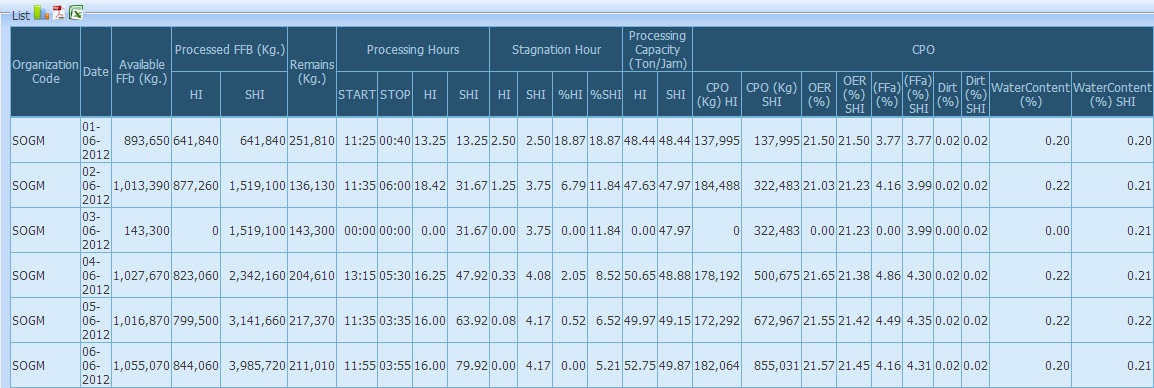 List
Organization Code Date Available FFb (Kg.) Processed FFB (Kg.) Remains (Kg.) Processing Hours Stagnation Hour Processing Capacity (Ton/Jam) CPO
HI SHI START STOP HI SHI HI SHI %HI %SHI HI SHI CPO (Kg) HI CPO (Kg) SHI OER (%) OER (%) SHI (FFa) (%) (FFa) (%) SHI Dirt (%) Dirt (%) SHI WaterContent (%) WaterContent (%) SHI
SOGM 01-06-2012 893,650 641,840 641,840 251,810 11:25 00:40 13.25 13.25 2.50 2.50 18.87 18.87 48.44 48.44 137,995 137,995 21.50 21.50 3.77 3.77 0.02 0.02 0.20 0.20
SOGM 02-06-2012 1,013,390 877,260 1,519,100 136,130 11:35 06:00 18.42 31.67 1.25 3.75 6.79 11.84 47.63 47.97 184,488 322,483 21.03 21.23 4.16 3.99 0.02 0.02 0.22 0.21
SOGM 03-06-2012 143,300 0 1,519,100 143,300 00:00 00:00 0.00 31.67 0.00 3.75 0.00 11.84 0.00 47.97 0 322,483 0.00 21.23 0.00 3.99 0.00 0.02 0.00 0.21
SOGM 04-06-2012 1,027,670 823,060 2,342,160 204,610 13:15 05:30 16.25 47.92 0.33 4.08 2.05 8.52 50.65 48.88 178,192 500,675 21.65 21.38 4.86 4.30 0.02 0.02 0.22 0.21
SOGM 05-06-2012 1,016,870 799,500 3,141,660 217,370 11:35 03:35 16.00 63.92 0.08 4.17 0.52 6.52 49.97 49.15 172,292 672,967 21.55 21.42 4.49 4.35 0.02 0.02 0.22 0.22
SOGM 06-06-2012 1,055,070 844,060 3,985,720 211,010 11:55 03:55 16.00 79.92 0.00 4.17 0.00 5.21 52.75 49.87 182,064 855,031 21.57 21.45 4.16 4.31 0.02 0.02 0.20 0.21